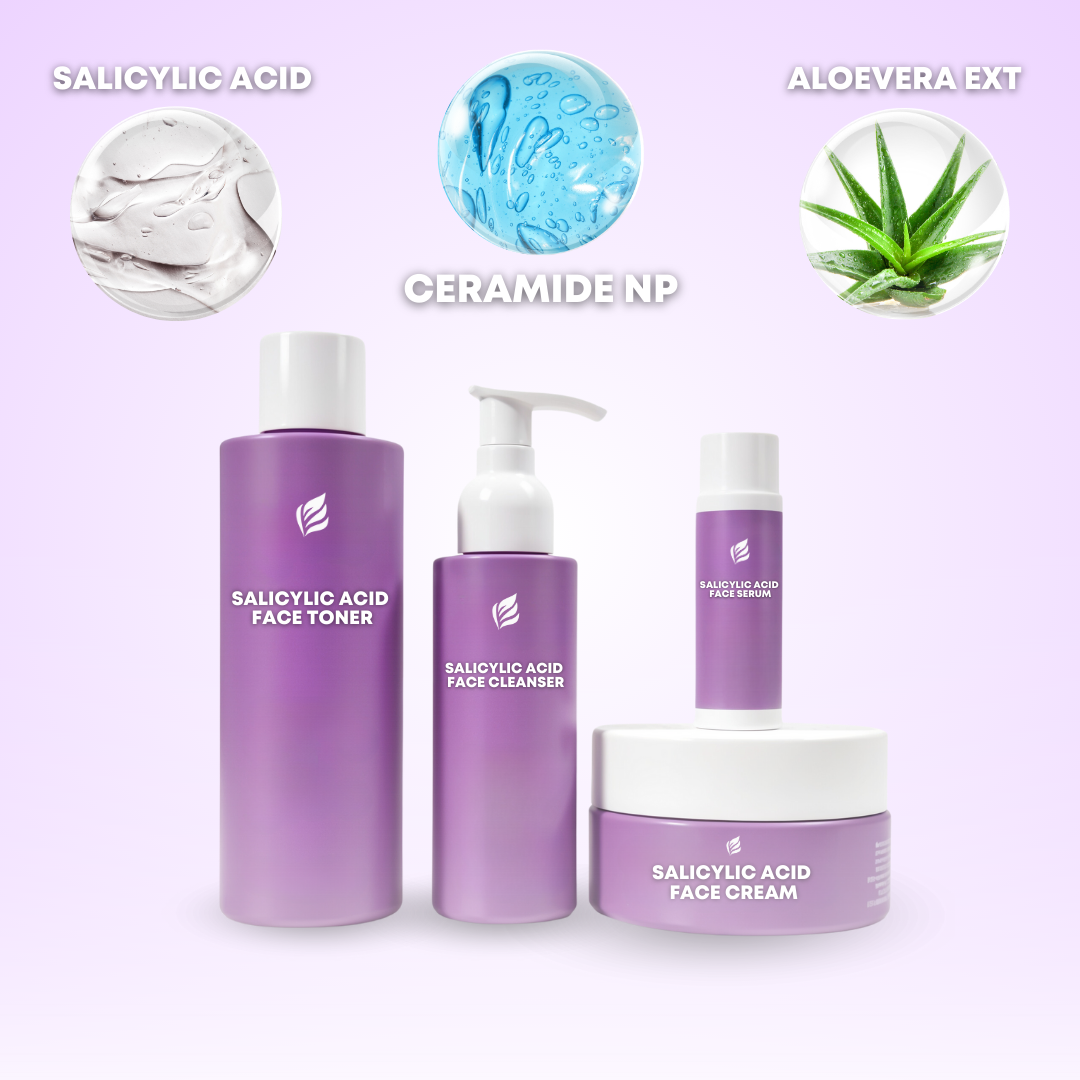 SALICYLIC ACID
ALOEVERA EXT
CERAMIDE NP
SALICYLIC ACID
FACE TONER
SALICYLIC ACID
FACE CLEANSER
SALICYLIC ACID
FACE SERUM
SALICYLIC ACID
FACE CREAM